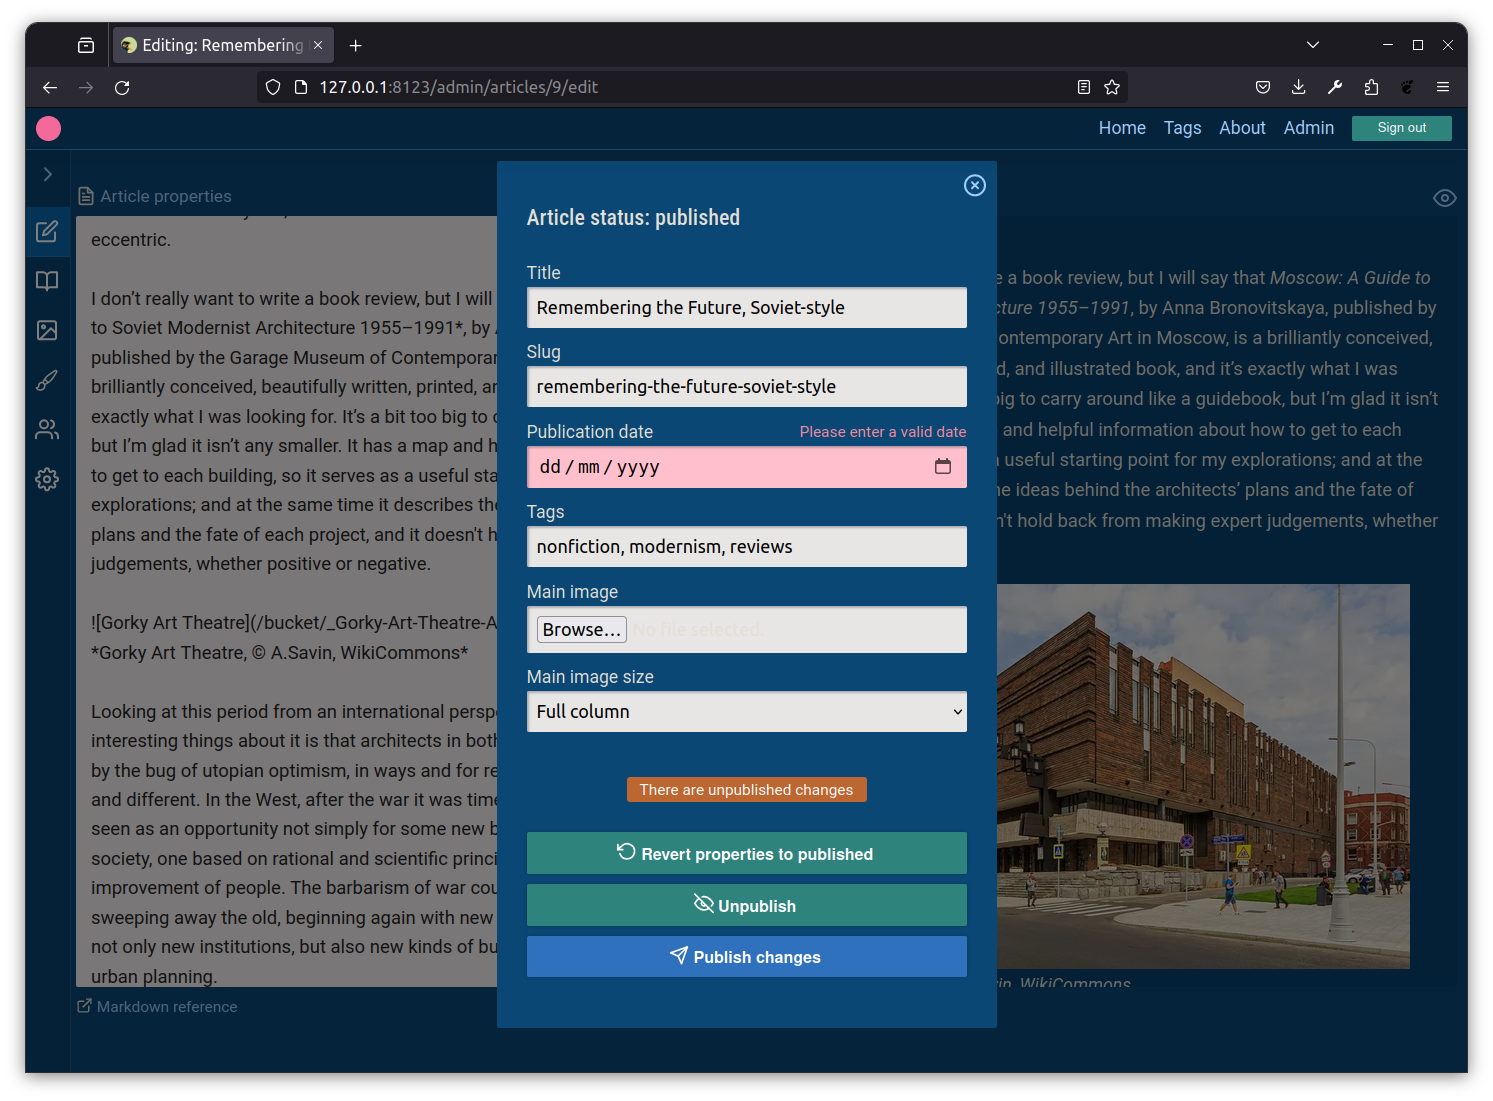 Editing: Remembering
127.0.0.1:8123/admin/articles/9/edit
Home Tags About Admin Sign out
Article properties
eccentric.
I don’t really want to write a book review, but I will
to Soviet Modernist Architecture 1955–1991*, by
published by the Garage Museum of Contemporar
brilliantly conceived, beautifully written, printed, an
exactly what I was looking for. It’s a bit too big to c
but I’m glad it isn’t any smaller. It has a map and h
to get to each building, so it serves as a useful sta
explorations; and at the same time it describes the
plans and the fate of each project, and it doesn't h
judgements, whether positive or negative.
![Gorky Art Theatre](/bucket/_Gorky-Art-Theatre-A
*Gorky Art Theatre, © A.Savin, WikiCommons*
Looking at this period from an international persp
interesting things about it is that architects in both
by the bug of utopian optimism, in ways and for re
and different. In the West, after the war it was time
seen as an opportunity not simply for some new b
society, one based on rational and scientific princi
improvement of people. The barbarism of war cou
sweeping away the old, beginning again with new
not only new institutions, but also new kinds of bu
urban planning.
Markdown reference
Article status: published
Title
Remembering the Future, Soviet-style
Slug
remembering-the-future-soviet-style
Publication date Please enter a valid date
dd/mm/yyyy
Tags
nonfiction, modernism, reviews
Main image
Browse... No file selected.
Main image size
Full column
There are unpublished changes
Revert properties to published
Unpublish
Publish changes
e a book review, but I will say that Moscow: A Guide to
cture 1955–1991, by Anna Bronovitskaya, published by
ontemporary Art in Moscow, is a brilliantly conceived,
d, and illustrated book, and it’s exactly what I was
big to carry around like a guidebook, but I’m glad it isn’t
and helpful information about how to get to each
useful starting point for my explorations; and at the
he ideas behind the architects’ plans and the fate of
n't hold back from making expert judgements, whether
in, WikiCommons